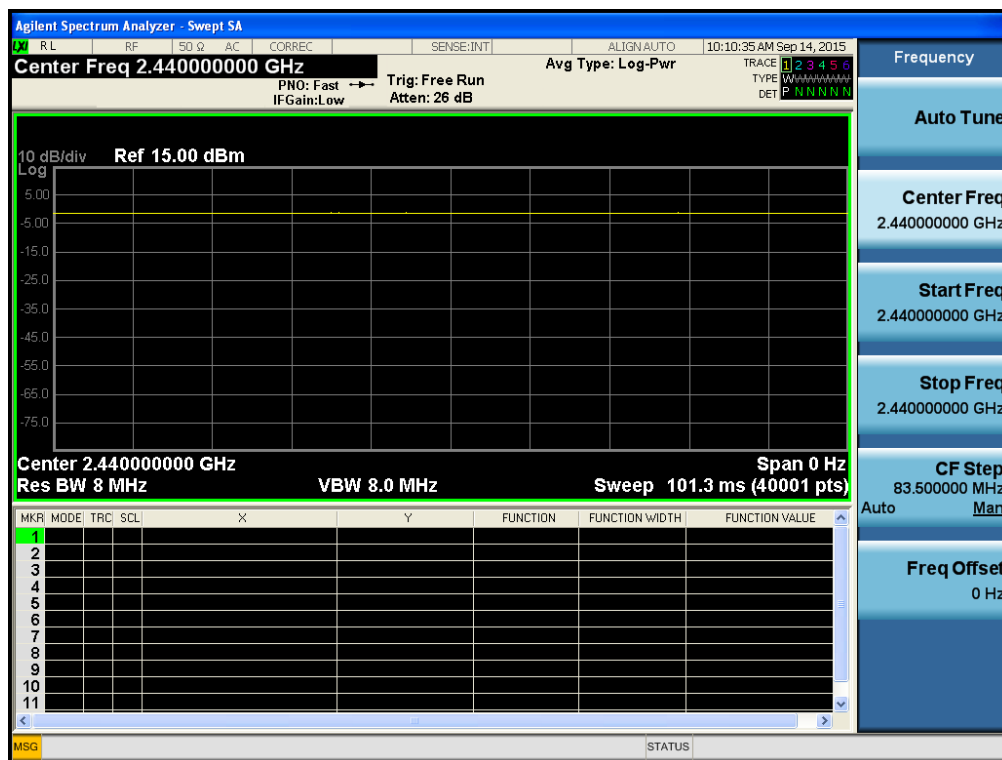 Agilent Spectrum Analyzer - Swept SA
LXI RL RF 50 Ω AC CORREC SENSE:INT ALIGN AUTO 10:10:35 AM Sep 14, 2015
Center Freq 2.440000000 GHz
PNO: Fast
IFGain:Low
Trig: Free Run
Atten: 26 dB
Avg Type: Log-Pwr
TRACE 1 2 3 4 5 6
TYPE WWWWWW
DET P N N N N N
10 dB/div Ref 15.00 dBm
Log
5.00
-5.00
-15.0
-25.0
-35.0
-45.0
-55.0
-65.0
-75.0
Center 2.440000000 GHz Span 0 Hz
Res BW 8 MHz VBW 8.0 MHz Sweep 101.3 ms (40001 pts)
MKR MODE TRC SCL X Y FUNCTION FUNCTION WIDTH FUNCTION VALUE
1
2
3
4
5
6
7
8
9
10
11
MSG STATUS
Frequency
Auto Tune
Center Freq
2.440000000 GHz
Start Freq
2.440000000 GHz
Stop Freq
2.440000000 GHz
CF Step
83.500000 MHz
Auto Man
Freq Offset
0 Hz